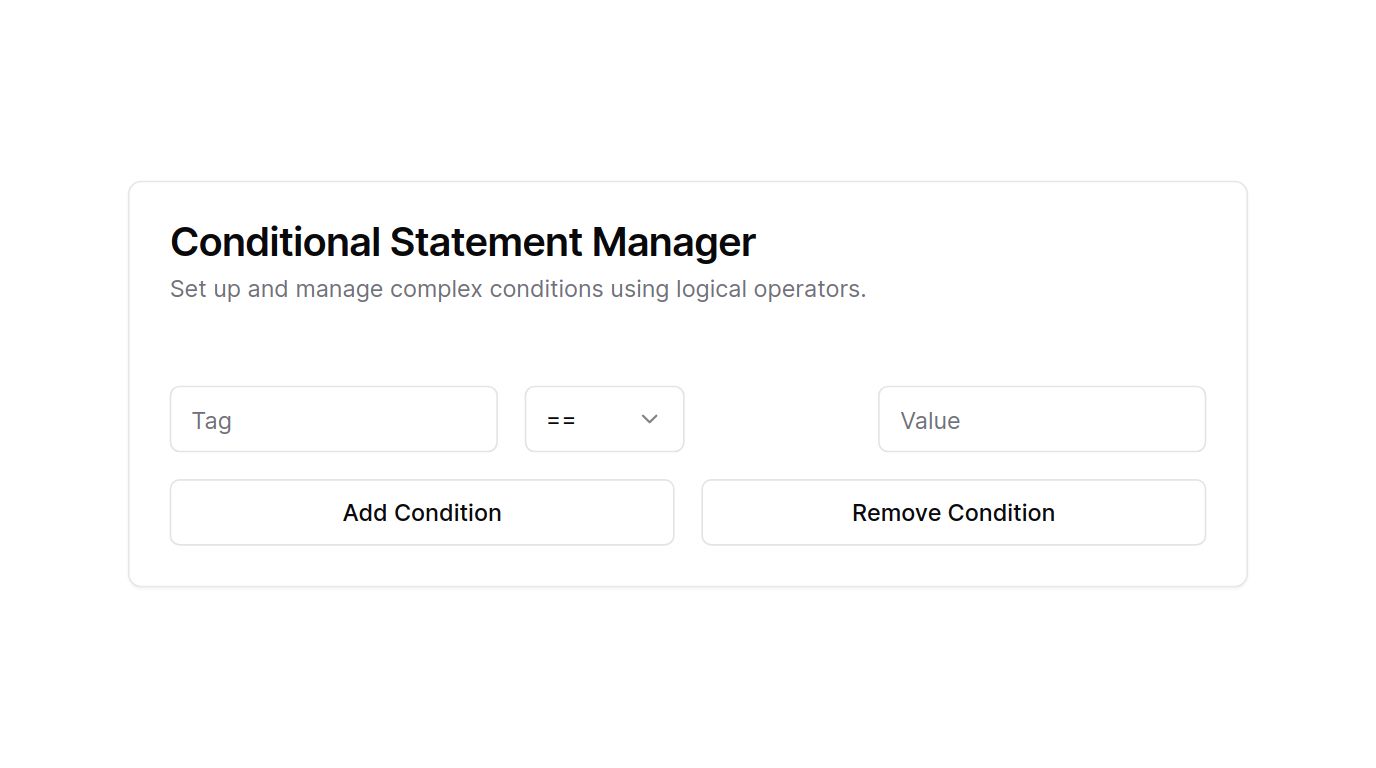 Conditional Statement Manager
Set up and manage complex conditions using logical operators.
Tag == Value
Add Condition Remove Condition